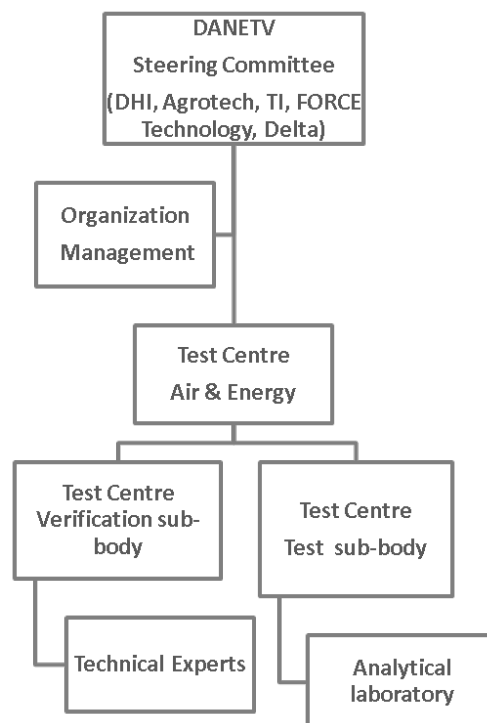 DANETV
Steering Committee
(DHI, Agrotech, TI, FORCE
Technology, Delta)
Organization
Management
Test Centre
Air & Energy
Test Centre
Verification sub-
body
Test Centre
Test sub-body
Technical Experts
Analytical
laboratory